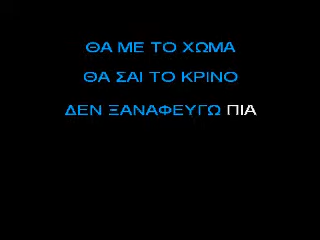 ΘΑ ΜΕ ΤΟ ΧΩΜΑ
ΘΑ ΣΑΙ ΤΟ ΚΡΙΝΟ
ΔΕΝ ΞΑΝΑΦΕΥΓΩ ΠΙΑ